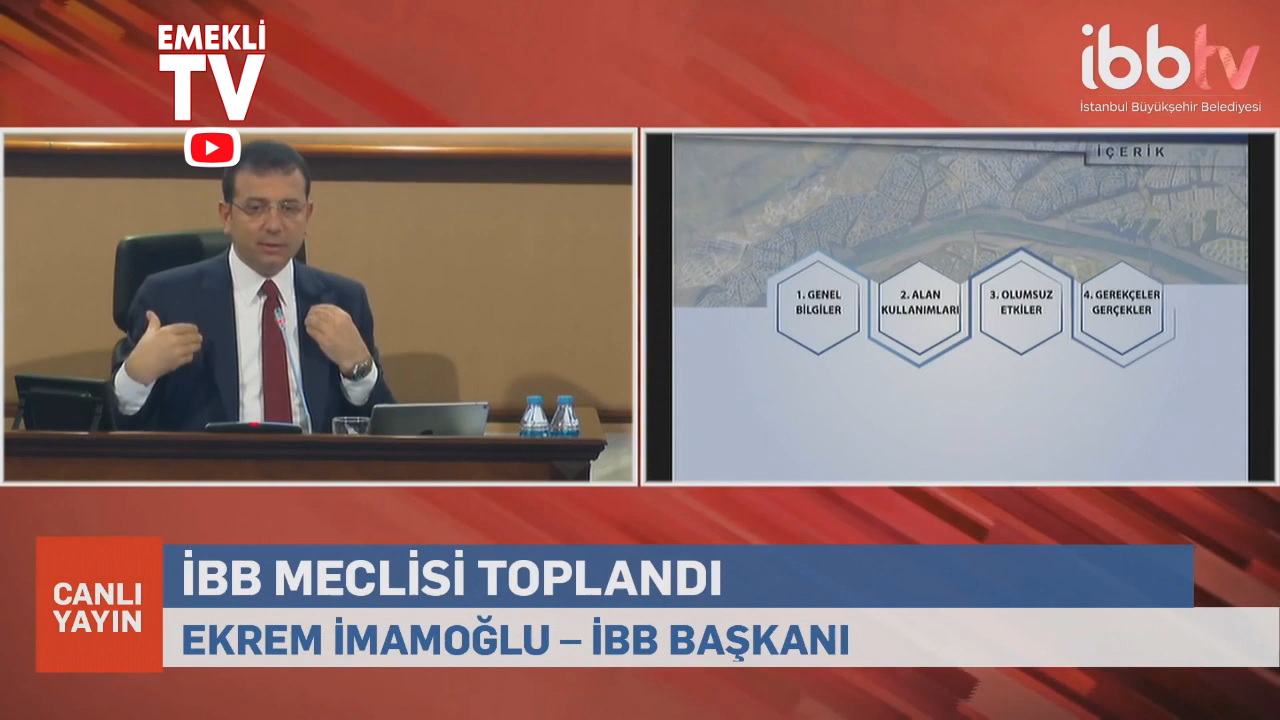 EMEKLİ
TV
ibbtv
İstanbul Büyükşehir Belediyesi
İÇERİK
1. GENEL
BİLGİLER
2. ALAN
KULLANIMLARI
3. OLUMSUZ
ETKİLER
4. GEREKÇELER
GERÇEKLER
CANLI
YAYIN
İBB MECLİSİ TOPLANDI
EKREM İMAMOĞLU – İBB BAŞKANI